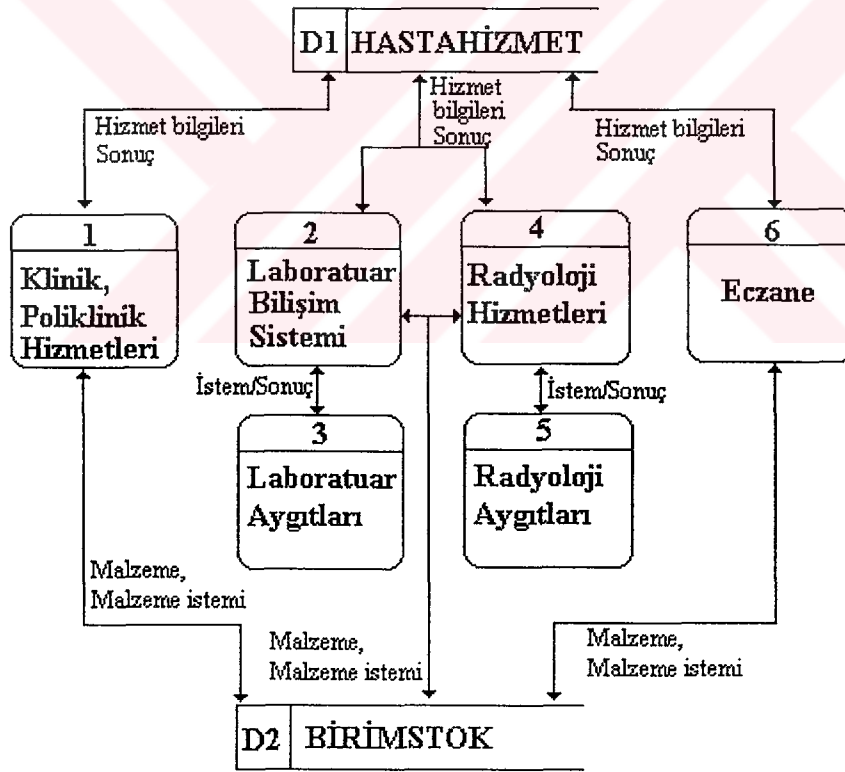 D1 HASTAHİZMET
Hizmet bilgileri
Sonuç
Hizmet
bilgileri
Sonuç
Hizmet bilgileri
Sonuç
1
Klinik,
Poliklinik
Hizmetleri
2
Laboratuar
Bilişim
Sistemi
4
Radyoloji
Hizmetleri
6
Eczane
İstem/Sonuç
İstem/Sonuç
3
Laboratuar
Aygıtları
5
Radyoloji
Aygıtları
Malzeme,
Malzeme istemi
Malzeme,
Malzeme istemi
Malzeme,
Malzeme istemi
D2 BİRİMSTOK